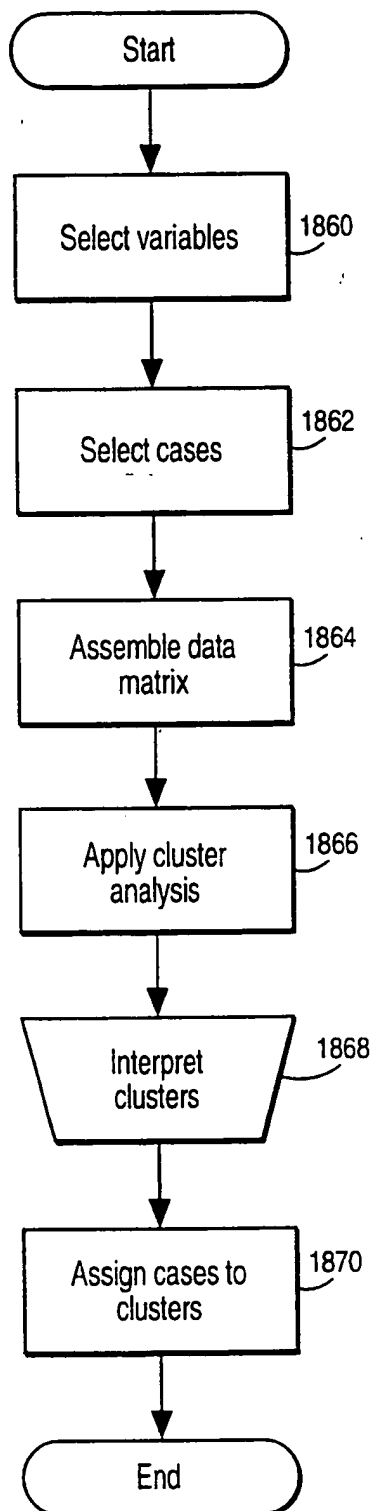 Start
Select variables
1860
Select cases
1862
Assemble data
matrix
1864
Apply cluster
analysis
1866
Interpret
clusters
1868
Assign cases to
clusters
1870
End